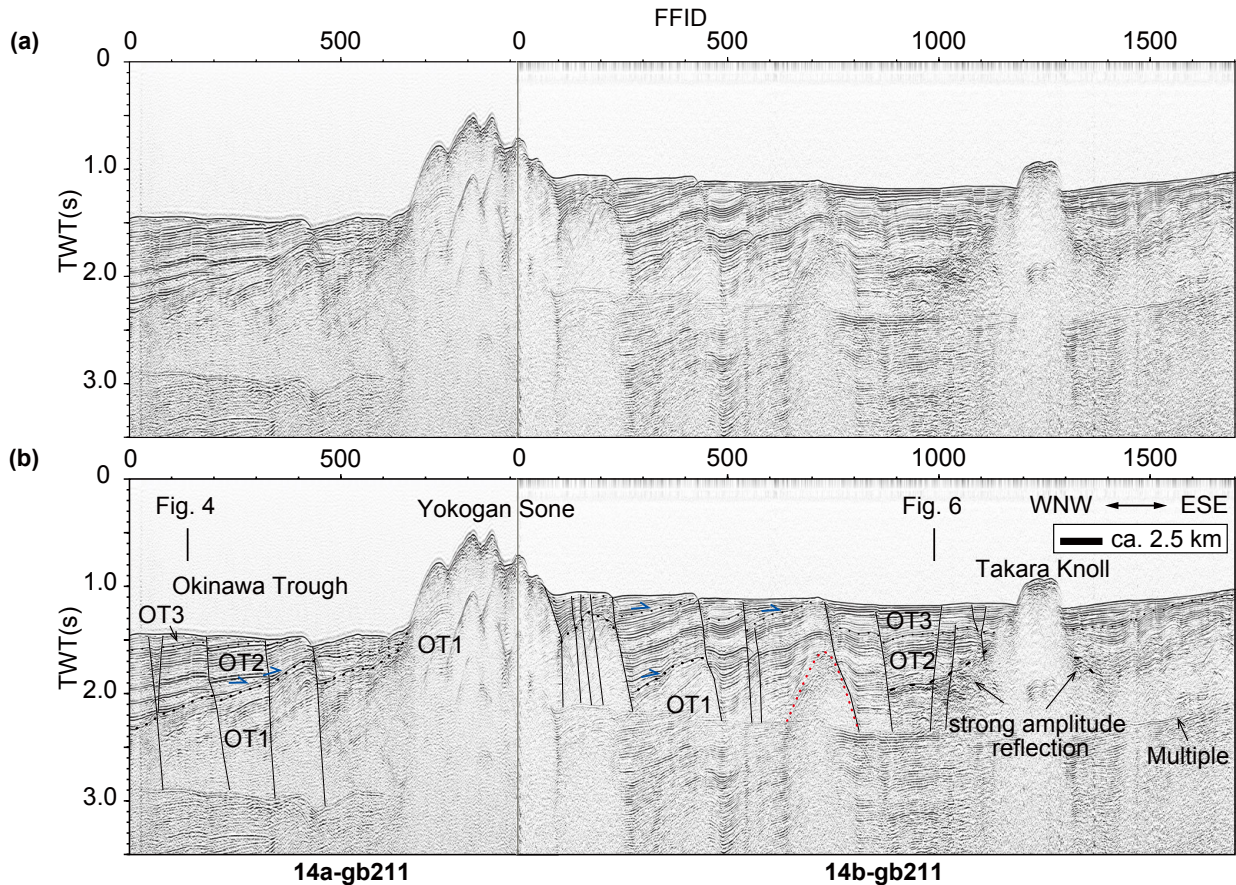 FFID
(a)
0 500 0 500 1000 1500
0
1.0
TWT(s)
2.0
3.0
(b)
0 500 0 500 1000 1500
0
Fig. 4 Yokogan Sone Fig. 6 WNW ESE
ca. 2.5 km
Okinawa Trough Takara Knoll
1.0
OT3 OT3
OT1
OT2 OT2
TWT(s)
2.0
OT1 OT1
strong amplitude
reflection
Multiple
3.0
14a-gb211 14b-gb211